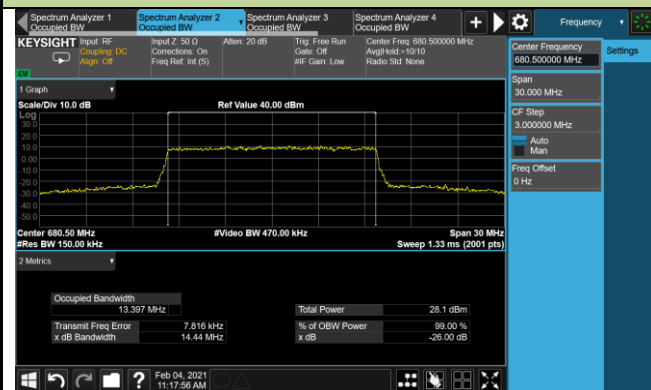 Spectrum Analyzer 1
Occupied BW
Spectrum Analyzer 2
Occupied BW
Spectrum Analyzer 3
Occupied BW
Spectrum Analyzer 4
Occupied BW
Frequency
KEYSIGHT
Input: RF
Coupling: DC
Align: Off
Input Z: 50 Ω
Corrections: On
Freq Ref: Int (S)
Atten: 20 dB
Trig: Free Run
Gate: Off
#IF Gain: Low
Center Freq: 680.500000 MHz
Avg|Hold:>10/10
Radio Std: None
Center Frequency
680.500000 MHz
Settings
Span
30.000 MHz
CF Step
3.000000 MHz
Auto
Man
Freq Offset
0 Hz
1 Graph
Scale/Div 10.0 dB
Ref Value 40.00 dBm
Log
30.0
20.0
10.0
0.00
-10.0
-20.0
-30.0
-40.0
-50.0
Center 680.50 MHz
#Video BW 470.00 kHz
Span 30 MHz
#Res BW 150.00 kHz
Sweep 1.33 ms (2001 pts)
2 Metrics
Occupied Bandwidth
13.397 MHz
Total Power
28.1 dBm
Transmit Freq Error
7.816 kHz
% of OBW Power
99.00 %
x dB Bandwidth
14.44 MHz
x dB
-26.00 dB
?
Feb 04, 2021
11:17:56 AM